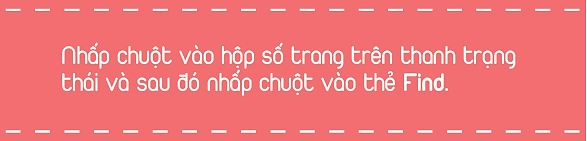 Nhấp chuột vào hộp số trang trên thanh trạng
thái và sau đó nhấp chuột vào thẻ Find.